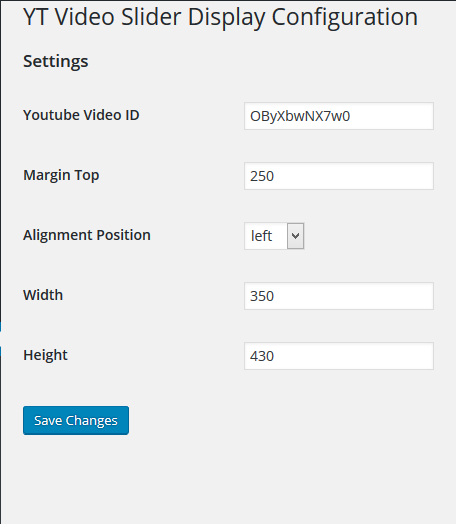 YT Video Slider Display Configuration
Settings
Youtube Video ID OByXbwNX7w0
Margin Top 250
Alignment Position left
Width 350
Height 430
Save Changes